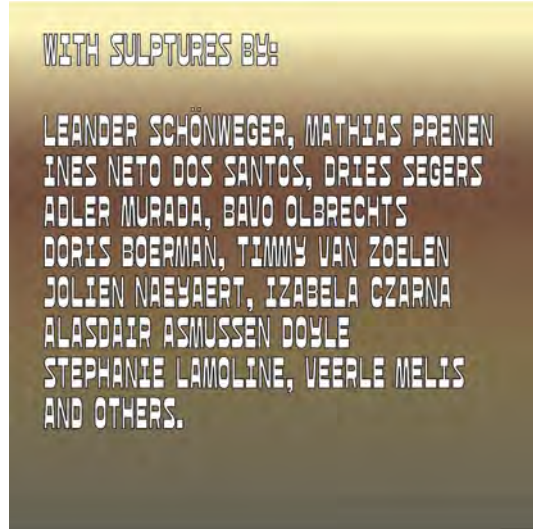 WITH SULPTURES BY:
LEANDER SCHÖNWEGER, MATHIAS PRENEN
INES NETO DOS SANTOS, DRIES SEGERS
ADLER MURADA, BAVO OLBRECHTS
DORIS BOERMAN, TIMMY VAN ZOELEN
JOLIEN NAEYAERT, IZABELA CZARNA
ALASDAIR ASMUSSEN DOYLE
STEPHANIE LAMOLINE, VEERLE MELIS
AND OTHERS.